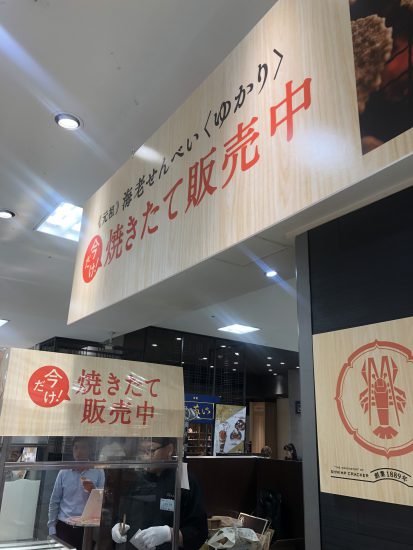 (元祖)海老せんべい〈ゆかり〉
今だけ!
焼きたて販売中
今だけ!
焼きたて
販売中
SHRIMP CRACKER
創業1889年